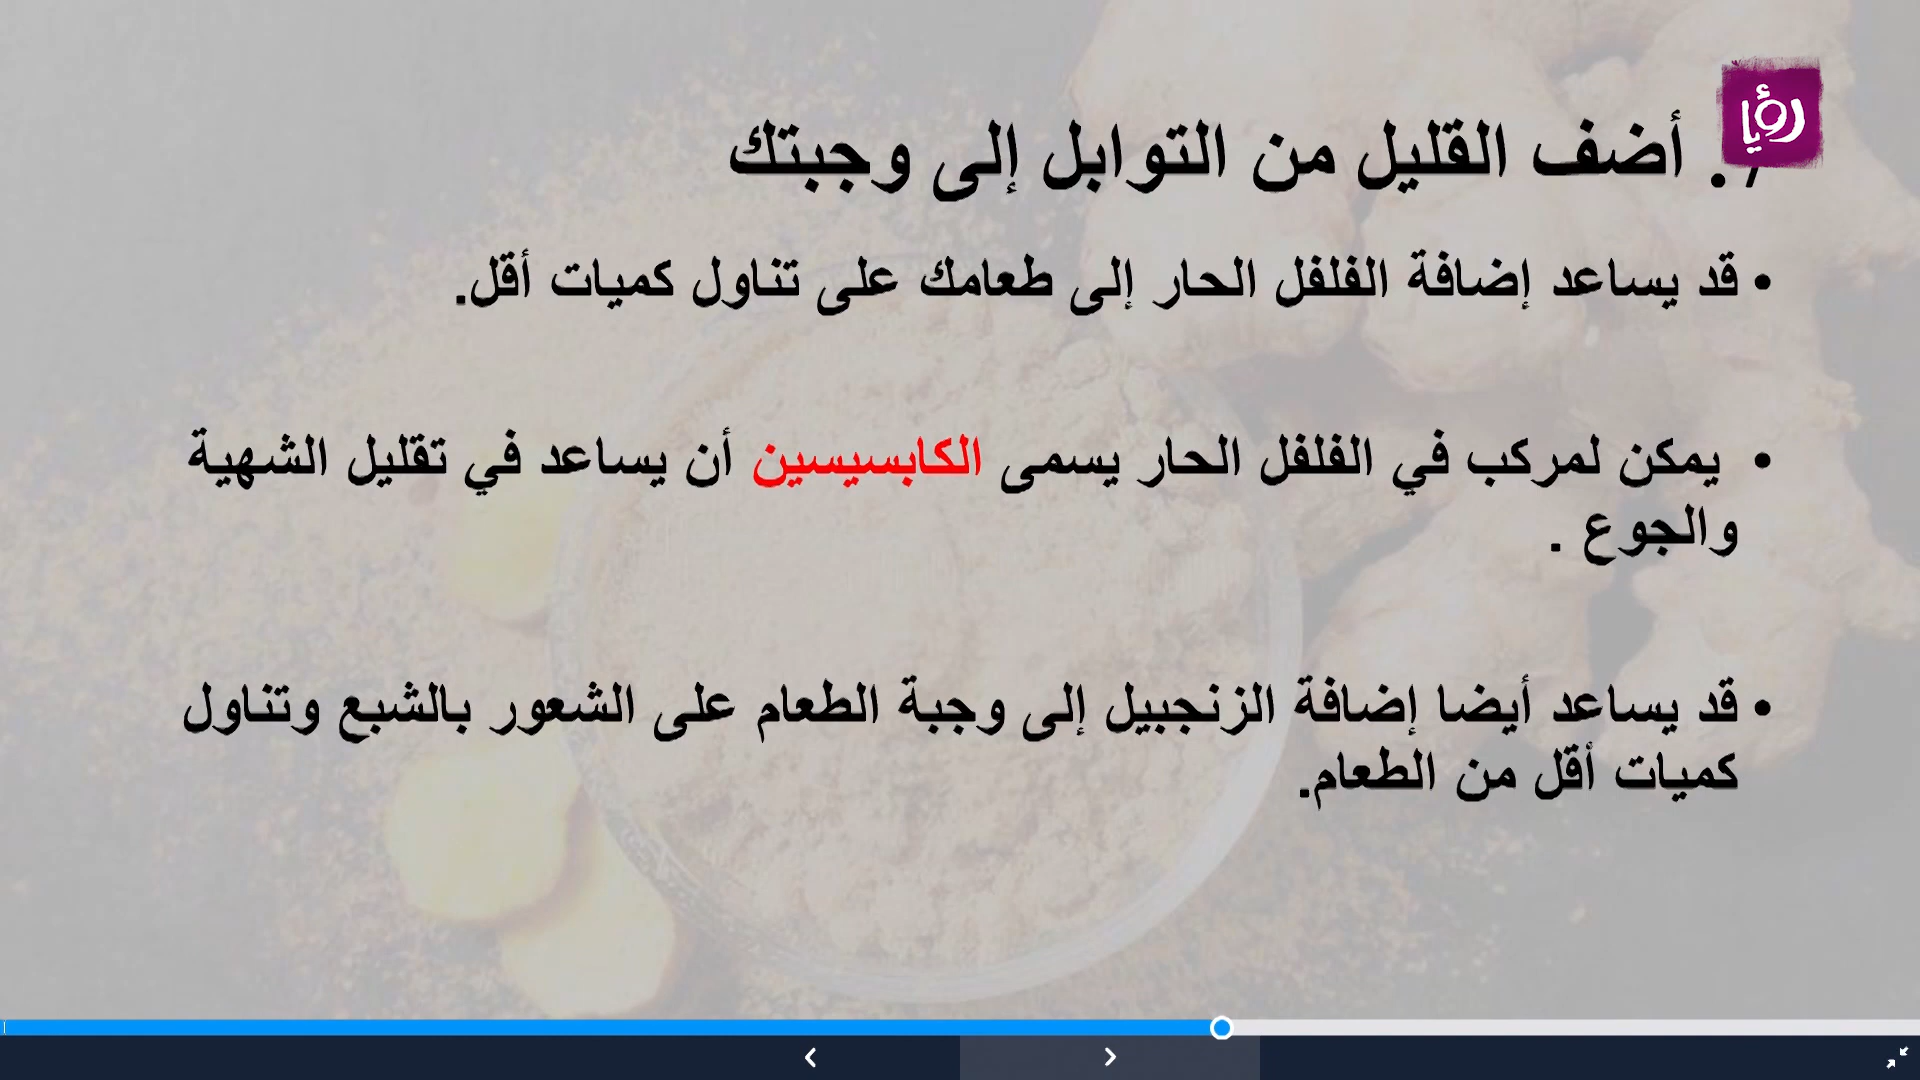 رؤيا
. أضف القليل من التوابل إلى وجبتك
• قد يساعد إضافة الفلفل الحار إلى طعامك على تناول كميات أقل.
• يمكن لمركب في الفلفل الحار يسمى الكابسيسين أن يساعد في تقليل الشهية
والجوع .
• قد يساعد أيضا إضافة الزنجبيل إلى وجبة الطعام على الشعور بالشبع وتناول
كميات أقل من الطعام.